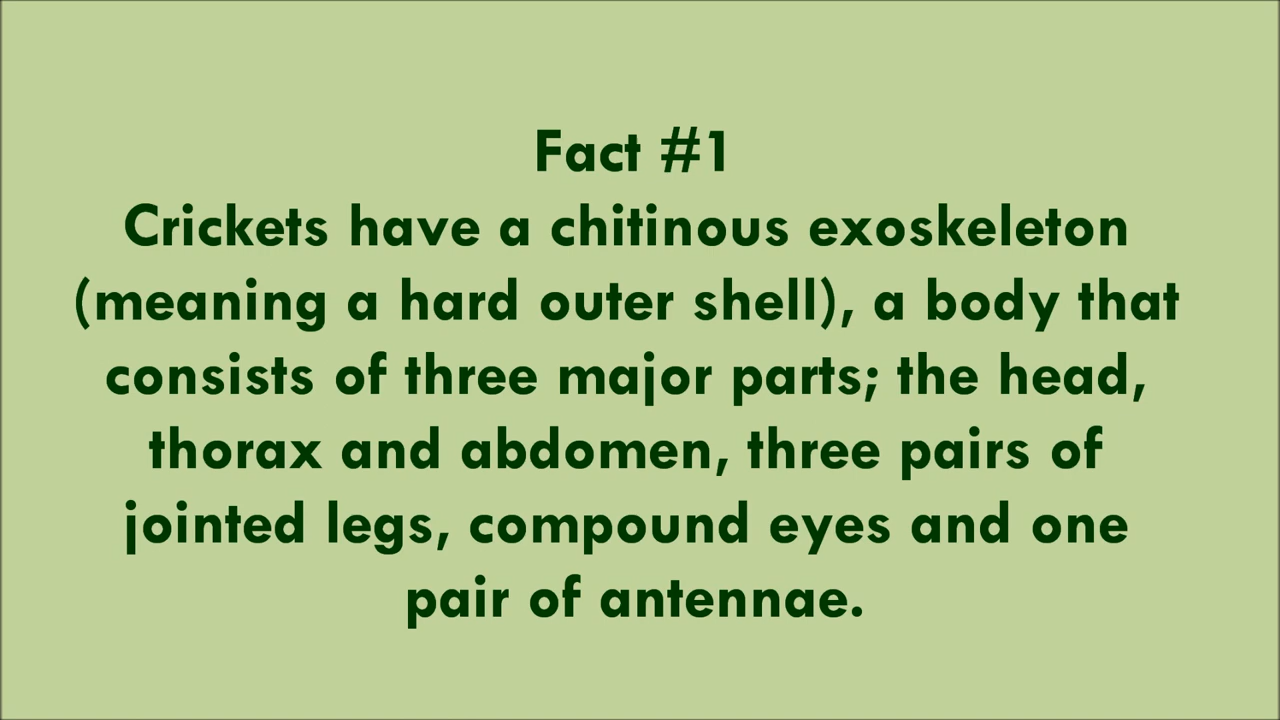 Fact #1
Crickets have a chitinous exoskeleton
(meaning a hard outer shell), a body that
consists of three major parts; the head,
thorax and abdomen, three pairs of
jointed legs, compound eyes and one
pair of antennae.